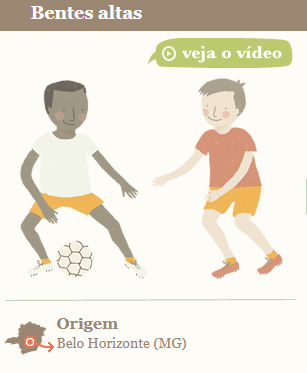 Bentes altas
veja o vídeo
Origem
Belo Horizonte (MG)